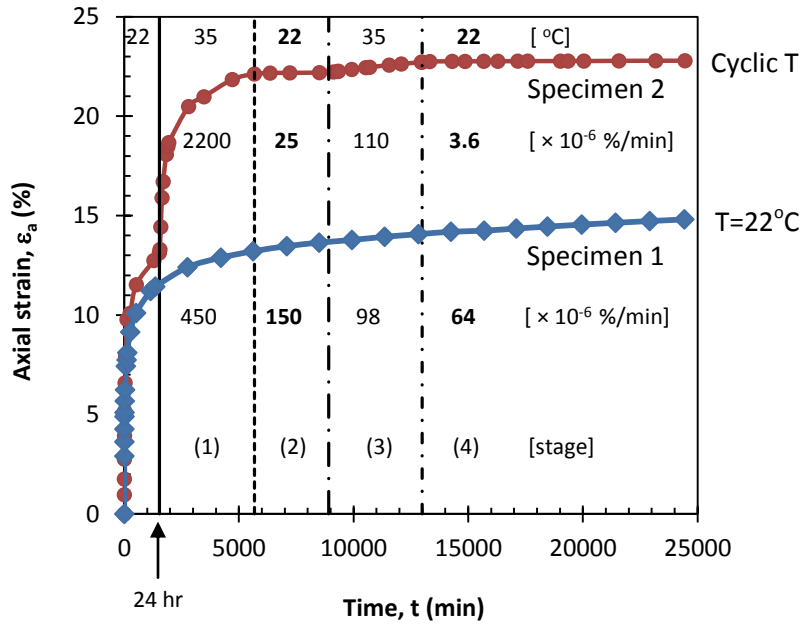 25
22 35 22 35 22 [ °C]
Cyclic T
20
Specimen 2
2200 25 110 3.6 [ × 10-6 %/min]
15
T=22°C
Specimen 1
10
450 150 98 64 [ × 10-6 %/min]
5
(1) (2) (3) (4) [stage]
0
Axial strain, εa (%)
0 5000 10000 15000 20000 25000
24 hr
Time, t (min)